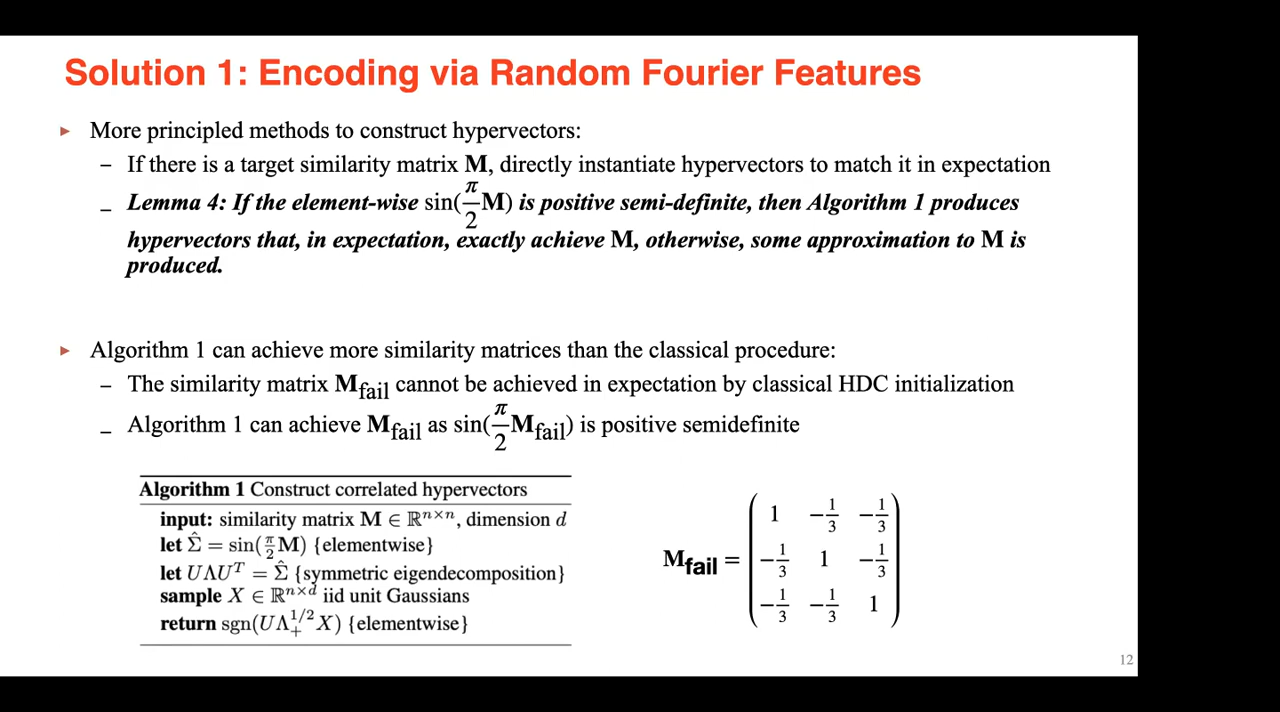 Solution 1: Encoding via Random Fourier Features
▸ More principled methods to construct hypervectors:
– If there is a target similarity matrix M, directly instantiate hypervectors to match it in expectation
– Lemma 4: If the element-wise sin(π/2 M) is positive semi-definite, then Algorithm 1 produces
hypervectors that, in expectation, exactly achieve M, otherwise, some approximation to M is
produced.
▸ Algorithm 1 can achieve more similarity matrices than the classical procedure:
– The similarity matrix M_fail cannot be achieved in expectation by classical HDC initialization
– Algorithm 1 can achieve M_fail as sin(π/2 M_fail) is positive semidefinite
Algorithm 1 Construct correlated hypervectors
input: similarity matrix M ∈ ℝ^{n×n}, dimension d
let Σ̂ = sin(π/2 M) {elementwise}
let UΛU^T = Σ̂ {symmetric eigendecomposition}
sample X ∈ ℝ^{n×d} iid unit Gaussians
return sgn(UΛ_+^{1/2} X) {elementwise}
M_fail =
1 −1/3 −1/3
−1/3 1 −1/3
−1/3 −1/3 1
12